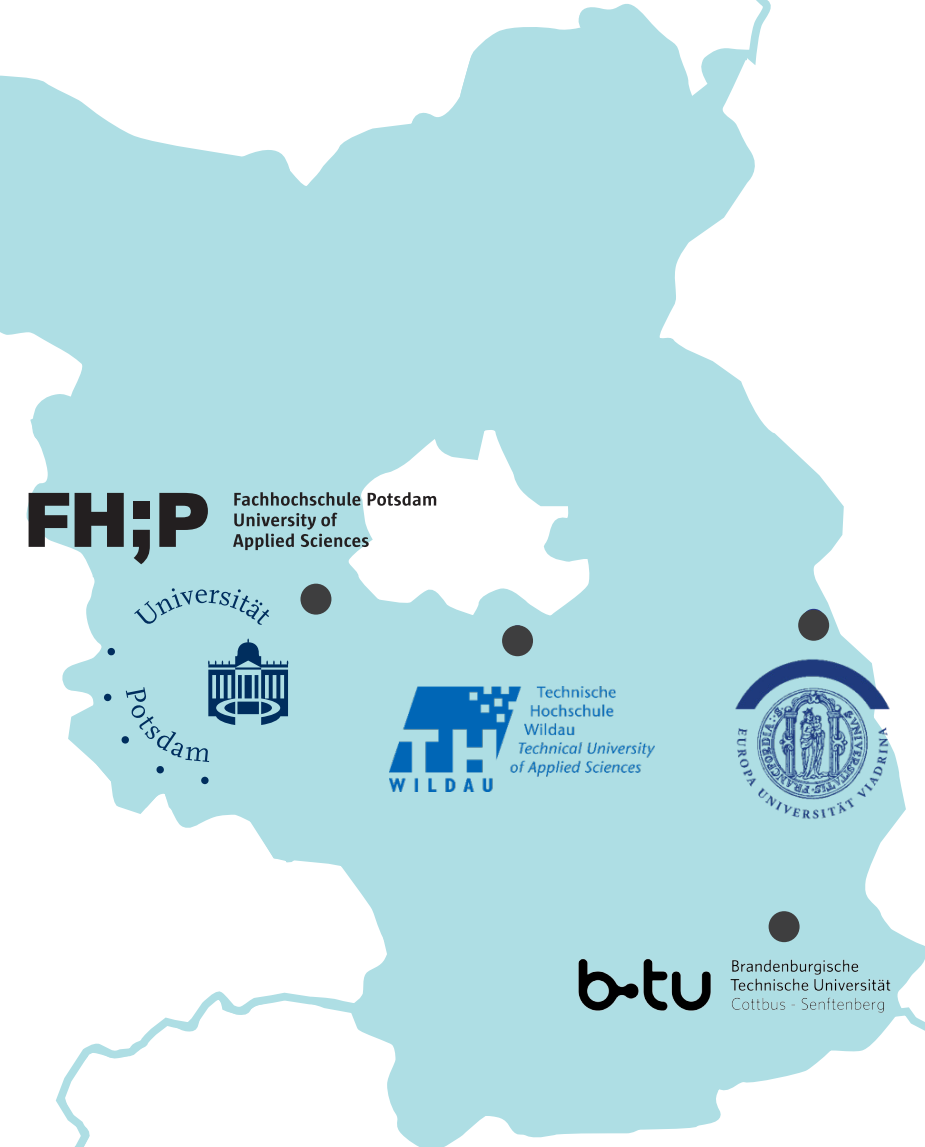 FH;P
Fachhochschule Potsdam
University of
Applied Sciences
Universität
Potsdam
Technische
Hochschule
Wildau
Technical University
of Applied Sciences
TH
WILDAU
EUROPA UNIVERSITÄT VIADRINA
b-tu
Brandenburgische
Technische Universität
Cottbus - Senftenberg